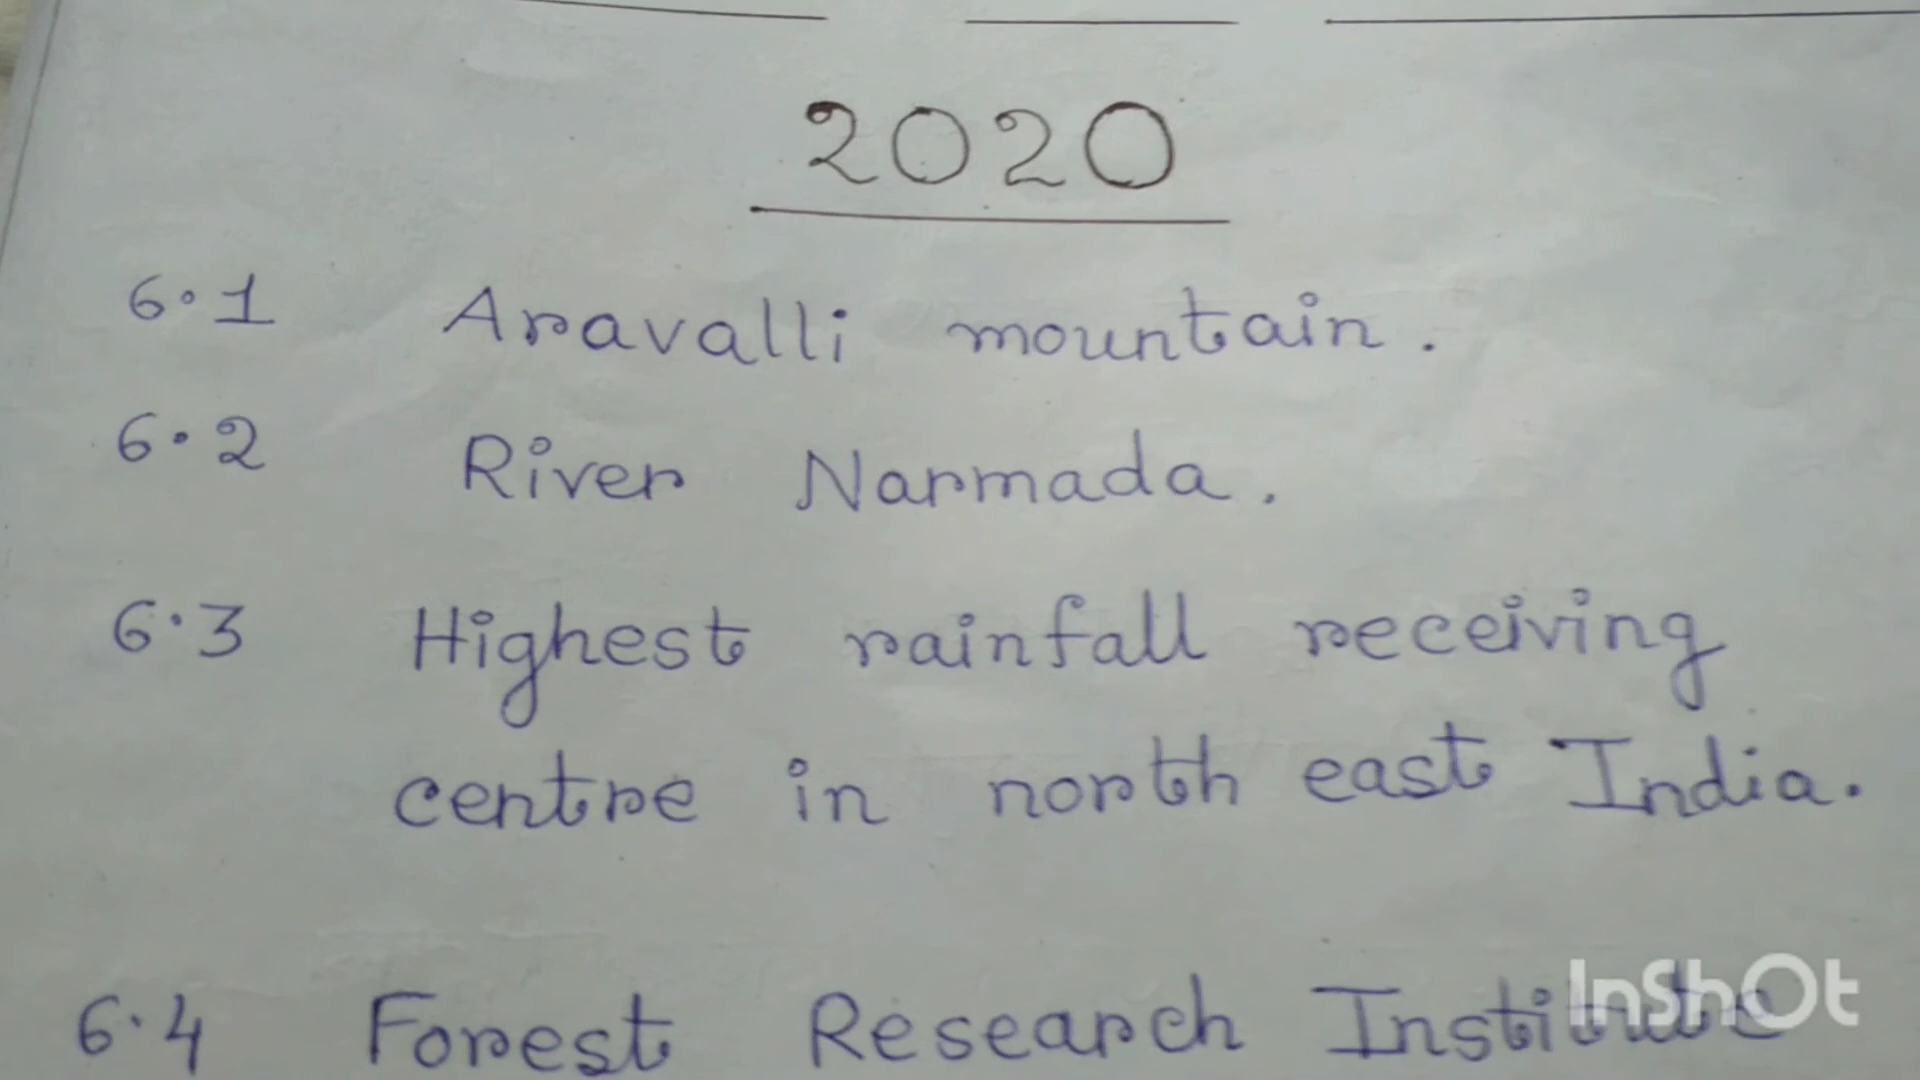 2020
6.1 Aravalli mountain.
6.2 River Narmada.
6.3 Highest rainfall receiving
centre in north east India.
6.4 Forest Research Institute
InShOt